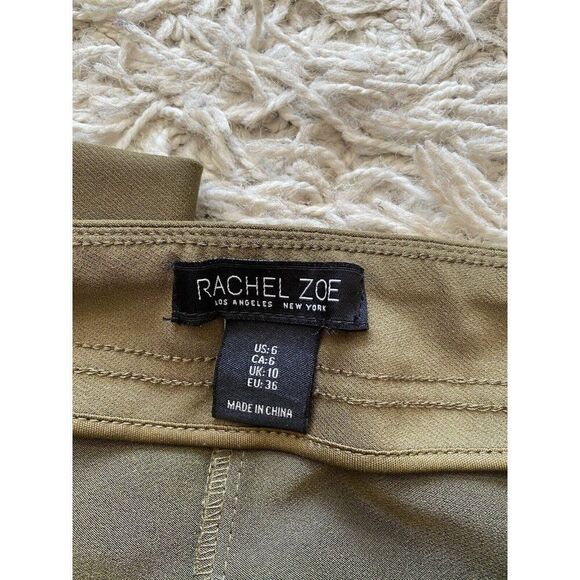 RACHEL ZOE
LOS ANGELES NEW YORK
US: 6
CA: 6
UK: 10
EU: 36
MADE IN CHINA